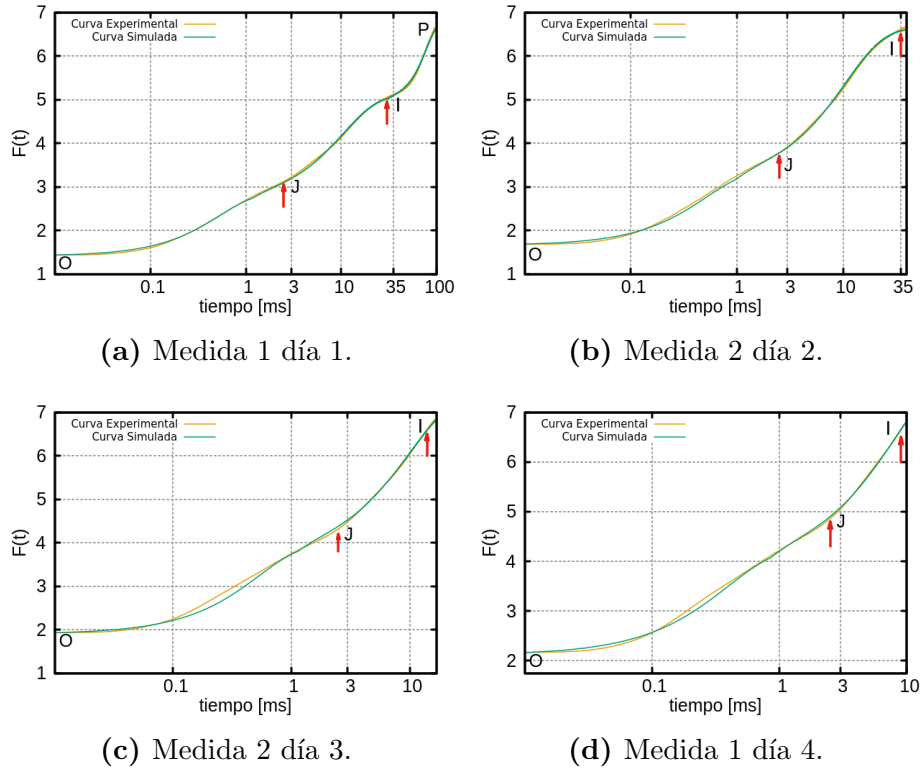 7
6
5
4
3
2
1
F(t)
Curva Experimental
Curva Simulada
O
J
I
P
0.1 1 3 10 35 100
tiempo [ms]
(a) Medida 1 día 1.
7
6
5
4
3
2
1
F(t)
Curva Experimental
Curva Simulada
O
J
I
0.1 1 3 10 35
tiempo [ms]
(b) Medida 2 día 2.
7
6
5
4
3
2
1
F(t)
Curva Experimental
Curva Simulada
O
J
I
0.1 1 3 10
tiempo [ms]
(c) Medida 2 día 3.
7
6
5
4
3
2
F(t)
Curva Experimental
Curva Simulada
O
J
I
0.1 1 3 10
tiempo [ms]
(d) Medida 1 día 4.